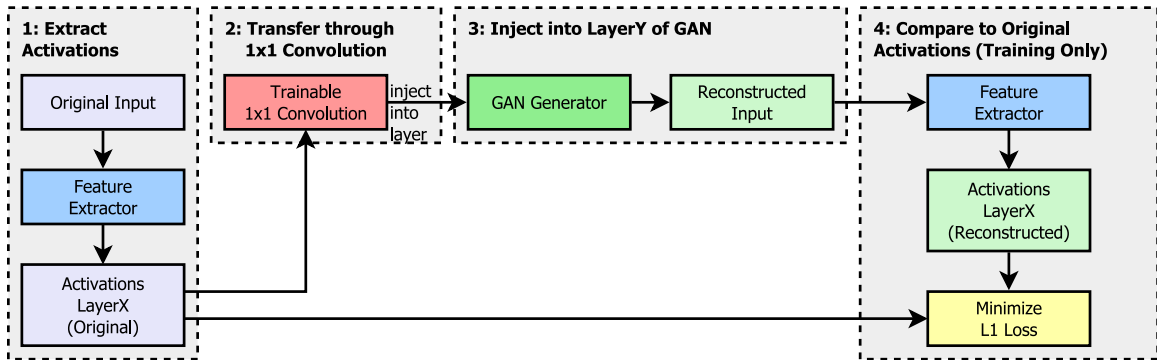 1: Extract
Activations
Original Input
Feature
Extractor
Activations
LayerX
(Original)
2: Transfer through
1x1 Convolution
Trainable
1x1 Convolution
inject
into
layer
3: Inject into LayerY of GAN
GAN Generator
Reconstructed
Input
4: Compare to Original
Activations (Training Only)
Feature
Extractor
Activations
LayerX
(Reconstructed)
Minimize
L1 Loss